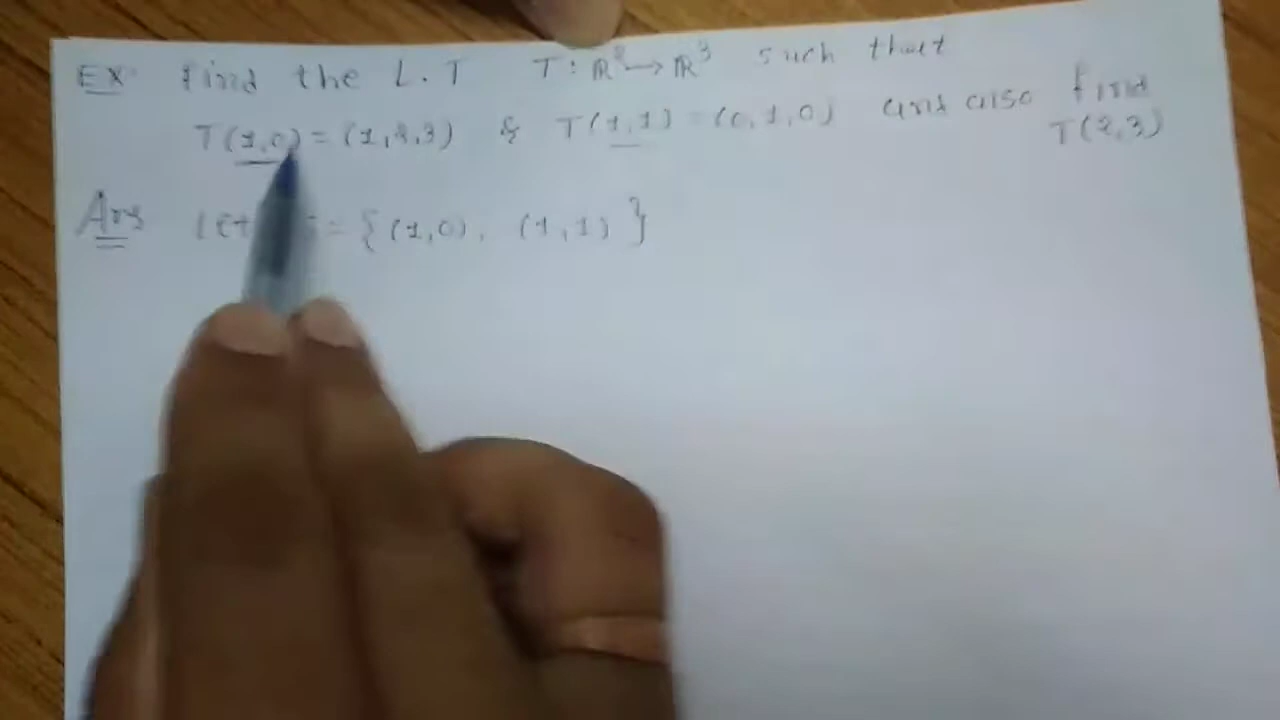 EX Find the L.T T : ℝ² → ℝ³ such that
T(1,0) = (1,2,3) & T(1,1) = (0,1,0) and also find
T(2,3)
Ans Let = {(1,0), (1,1)}